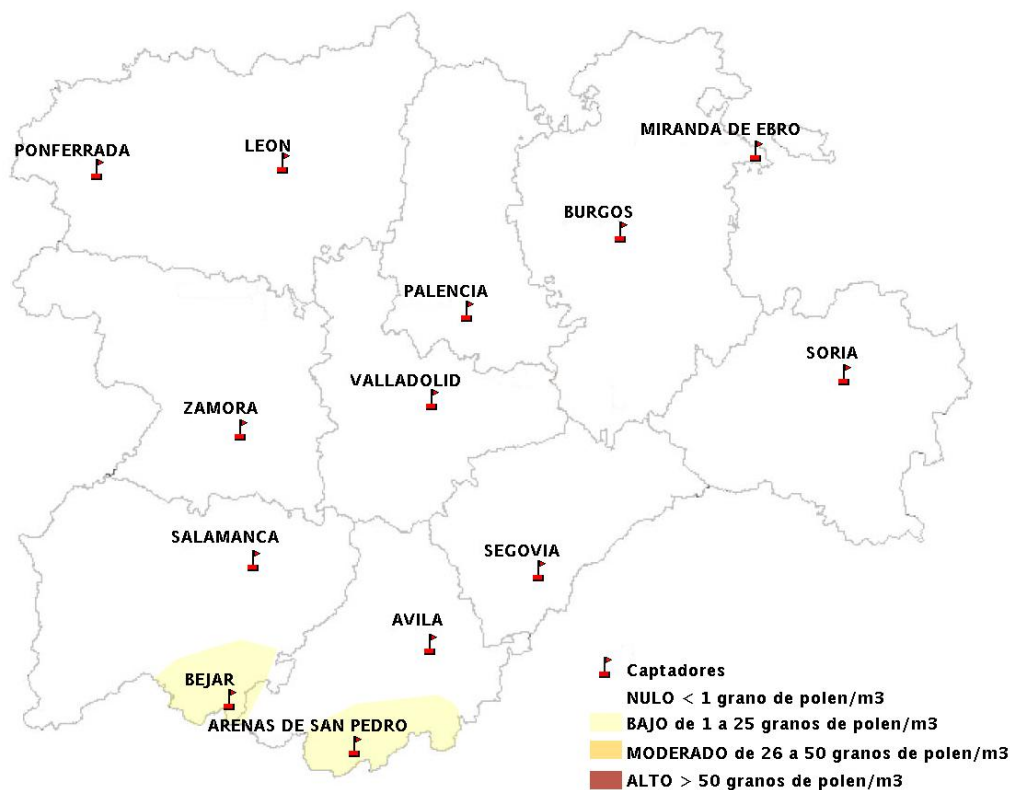 MIRANDA DE EBRO
PONFERRADA
LEON
BURGOS
PALENCIA
SORIA
VALLADOLID
ZAMORA
SALAMANCA
SEGOVIA
AVILA
BEJAR
ARENAS DE SAN PEDRO
Captadores
NULO < 1 grano de polen/m3
BAJO de 1 a 25 granos de polen/m3
MODERADO de 26 a 50 granos de polen/m3
ALTO > 50 granos de polen/m3